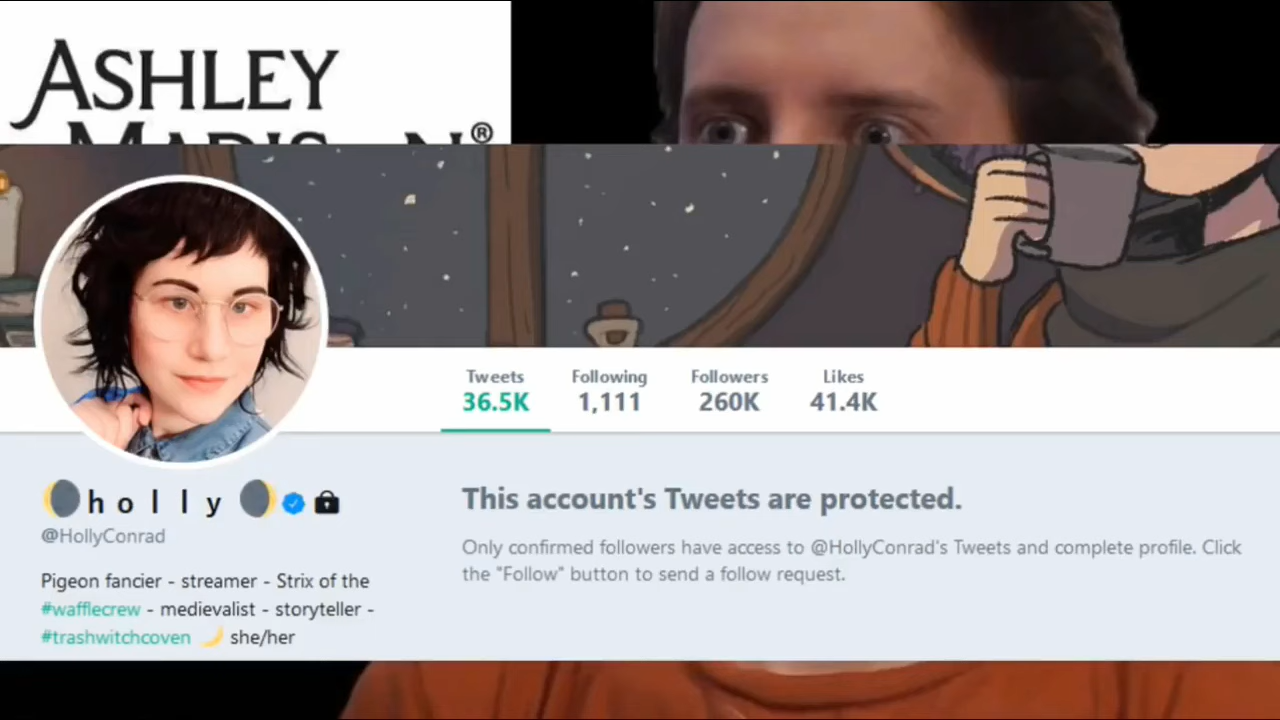 ASHLEY
MADIS N®
Tweets
36.5K
Following
1,111
Followers
260K
Likes
41.4K
holly
@HollyConrad
Pigeon fancier - streamer - Strix of the
#wafflecrew - medievalist - storyteller -
#trashwitchcoven 🌙 she/her
This account's Tweets are protected.
Only confirmed followers have access to @HollyConrad's Tweets and complete profile. Click
the "Follow" button to send a follow request.